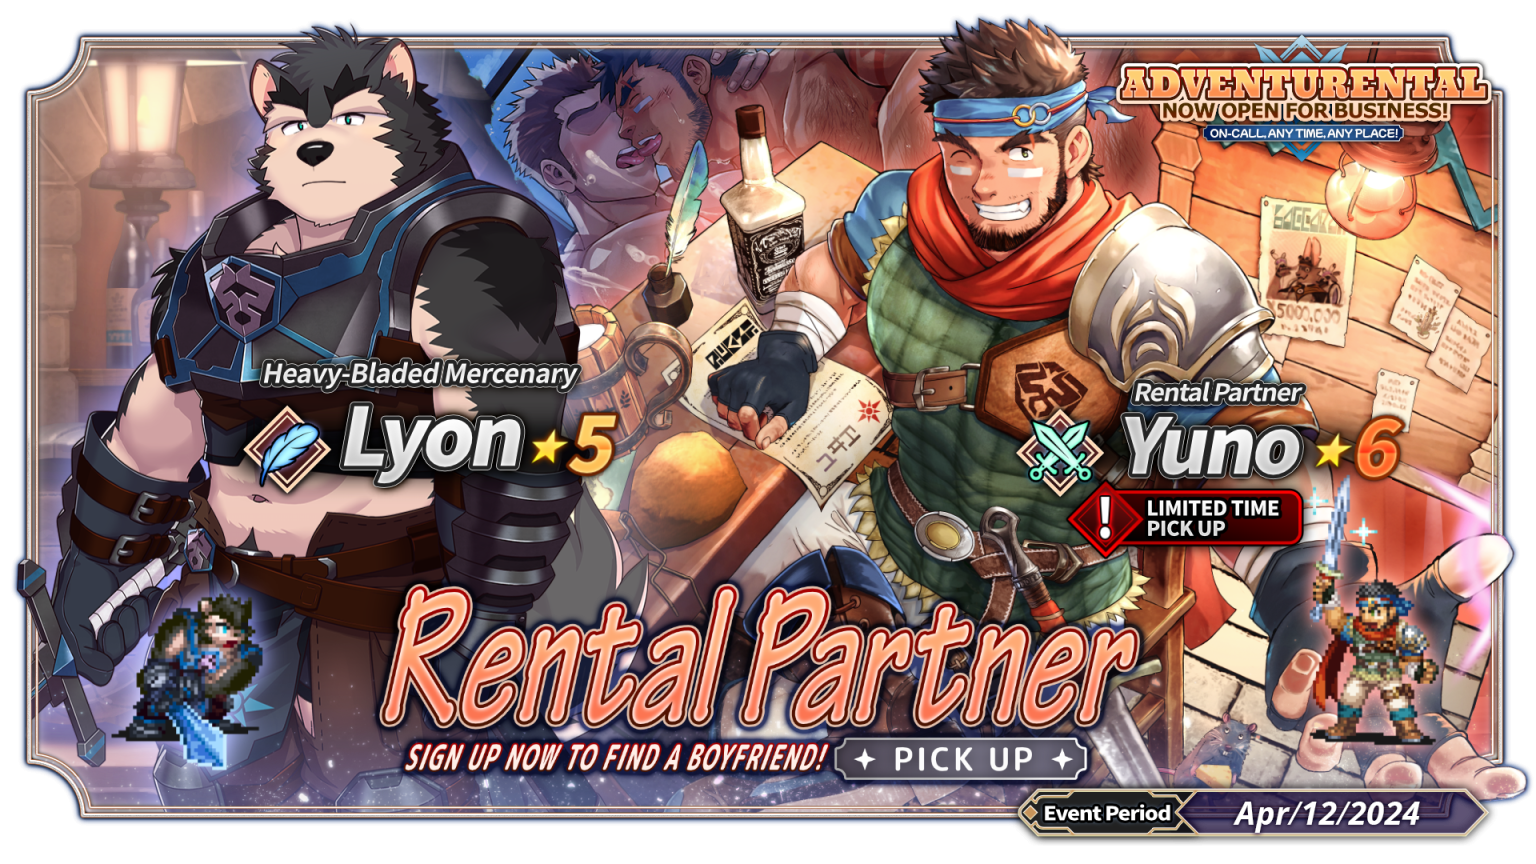 ADVENTURENTAL
NOW OPEN FOR BUSINESS!
ON-CALL, ANY TIME, ANY PLACE!
$5000.00
Heavy-Bladed Mercenary
Lyon ★5
Rental Partner
Yuno ★6
! LIMITED TIME
PICK UP
Rental Partner
SIGN UP NOW TO FIND A BOYFRIEND!
PICK UP
Event Period
Apr/12/2024